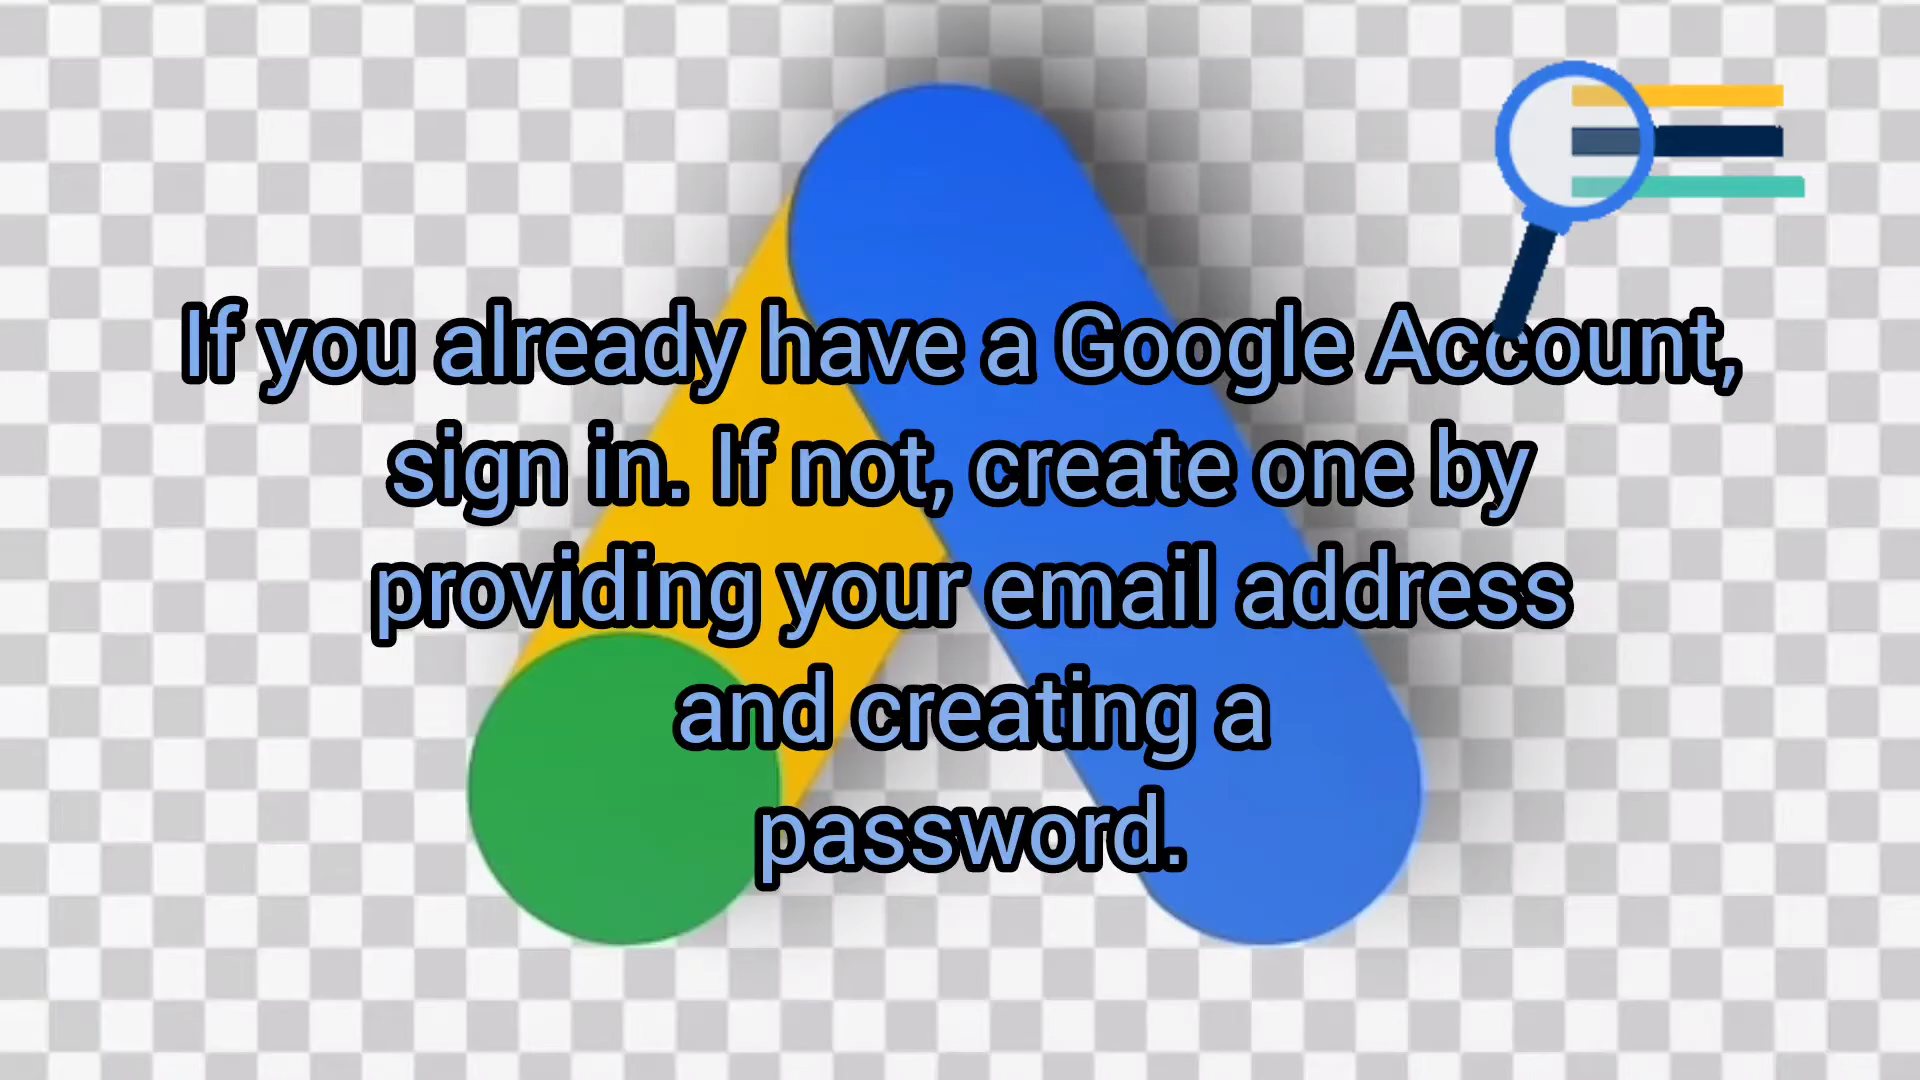 If you already have a Google Account,
sign in. If not, create one by
providing your email address
and creating a
password.